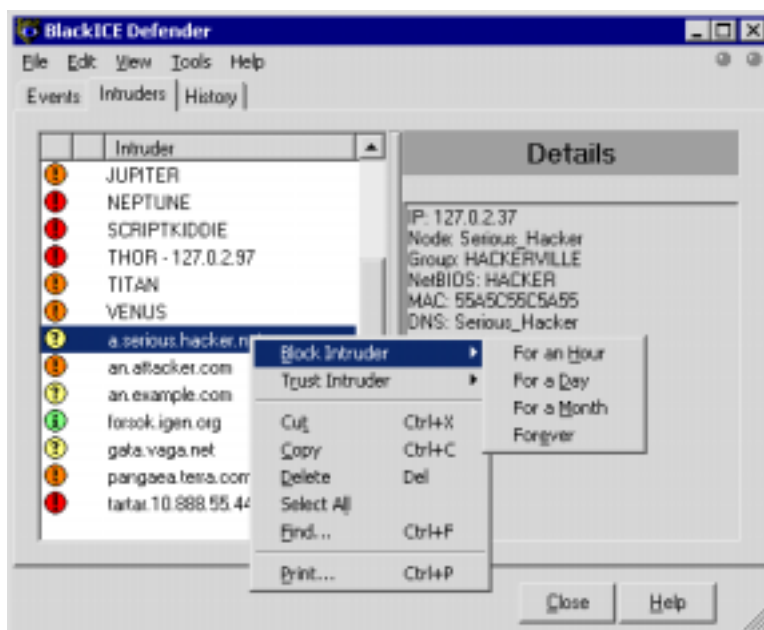 BlackICE Defender
File Edit View Tools Help
Events Intruders History
Intruder
JUPITER
NEPTUNE
SCRIPTKIDDIE
THOR - 127.0.2.97
TITAN
VENUS
a.serious.hacker.net
an.attacker.com
an.example.com
forsok.igen.org
gata.vaga.net
pangaea.terra.com
tartar.10.888.55.44
Details
IP: 127.0.2.37
Node: Serious_Hacker
Group: HACKERVILLE
NetBIOS: HACKER
MAC: 55A5C55C5A55
DNS: Serious_Hacker
Block Intruder
Trust Intruder
Cut Ctrl+X
Copy Ctrl+C
Delete Del
Select All
Find... Ctrl+F
Print... Ctrl+P
For an Hour
For a Day
For a Month
Forever
Close Help